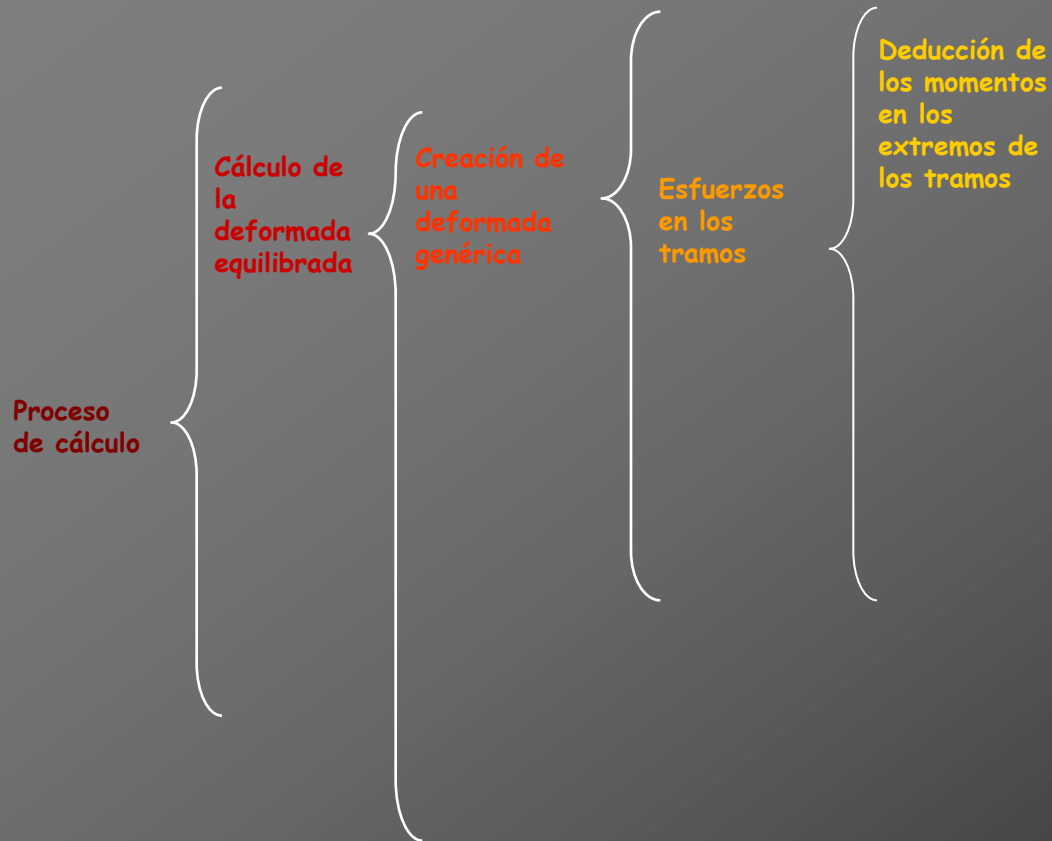 Proceso
de cálculo
Cálculo de
la
deformada
equilibrada
Creación de
una
deformada
genérica
Esfuerzos
en los
tramos
Deducción de
los momentos
en los
extremos de
los tramos